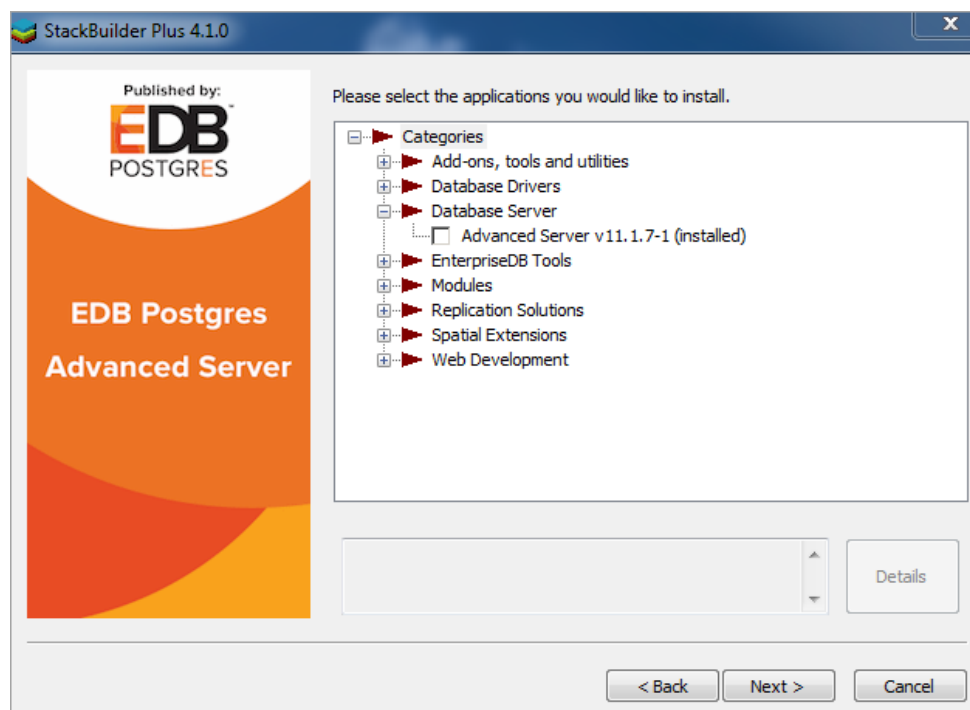 StackBuilder Plus 4.1.0
X
Published by:
EDB™
POSTGRES
EDB Postgres
Advanced Server
Please select the applications you would like to install.
Categories
Add-ons, tools and utilities
Database Drivers
Database Server
Advanced Server v11.1.7-1 (installed)
EnterpriseDB Tools
Modules
Replication Solutions
Spatial Extensions
Web Development
Details
< Back
Next >
Cancel